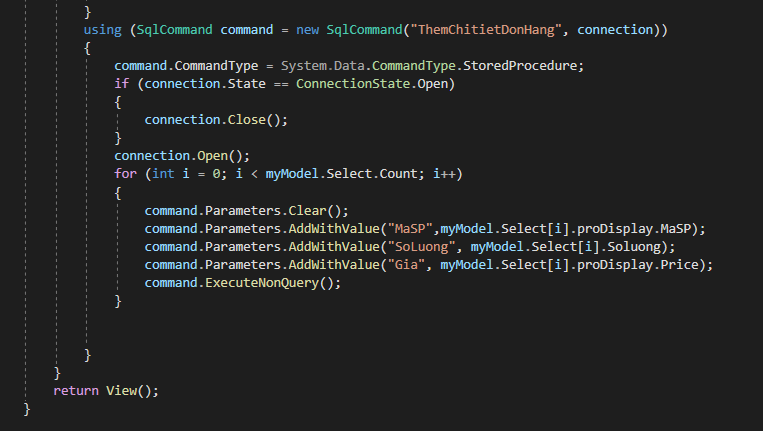 }
using (SqlCommand command = new SqlCommand("ThemChitietDonHang", connection))
{
command.CommandType = System.Data.CommandType.StoredProcedure;
if (connection.State == ConnectionState.Open)
{
connection.Close();
}
connection.Open();
for (int i = 0; i < myModel.Select.Count; i++)
{
command.Parameters.Clear();
command.Parameters.AddWithValue("MaSP",myModel.Select[i].proDisplay.MaSP);
command.Parameters.AddWithValue("SoLuong", myModel.Select[i].Soluong);
command.Parameters.AddWithValue("Gia", myModel.Select[i].proDisplay.Price);
command.ExecuteNonQuery();
}
}
}
return View();
}